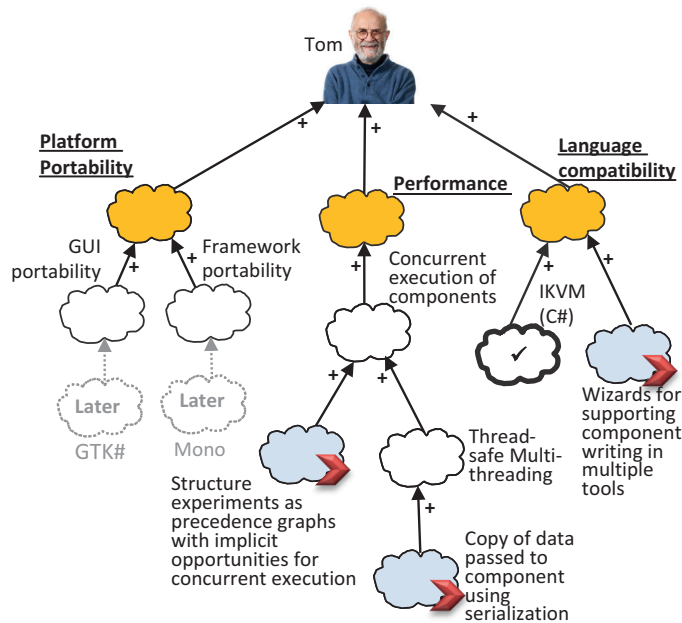 Tom
+
+
+
Platform
Portability
Performance
Language
compatibility
GUI
portability
+
+
Framework
portability
+
Concurrent
execution of
components
+
+
IKVM
(C#)
✓
Later
GTK#
Later
Mono
+
+
Wizards for
supporting
component
writing in
multiple
tools
Structure
experiments as
precedence graphs
with implicit
opportunities for
concurrent execution
Thread-
safe Multi-
threading
+
Copy of data
passed to
component
using
serialization